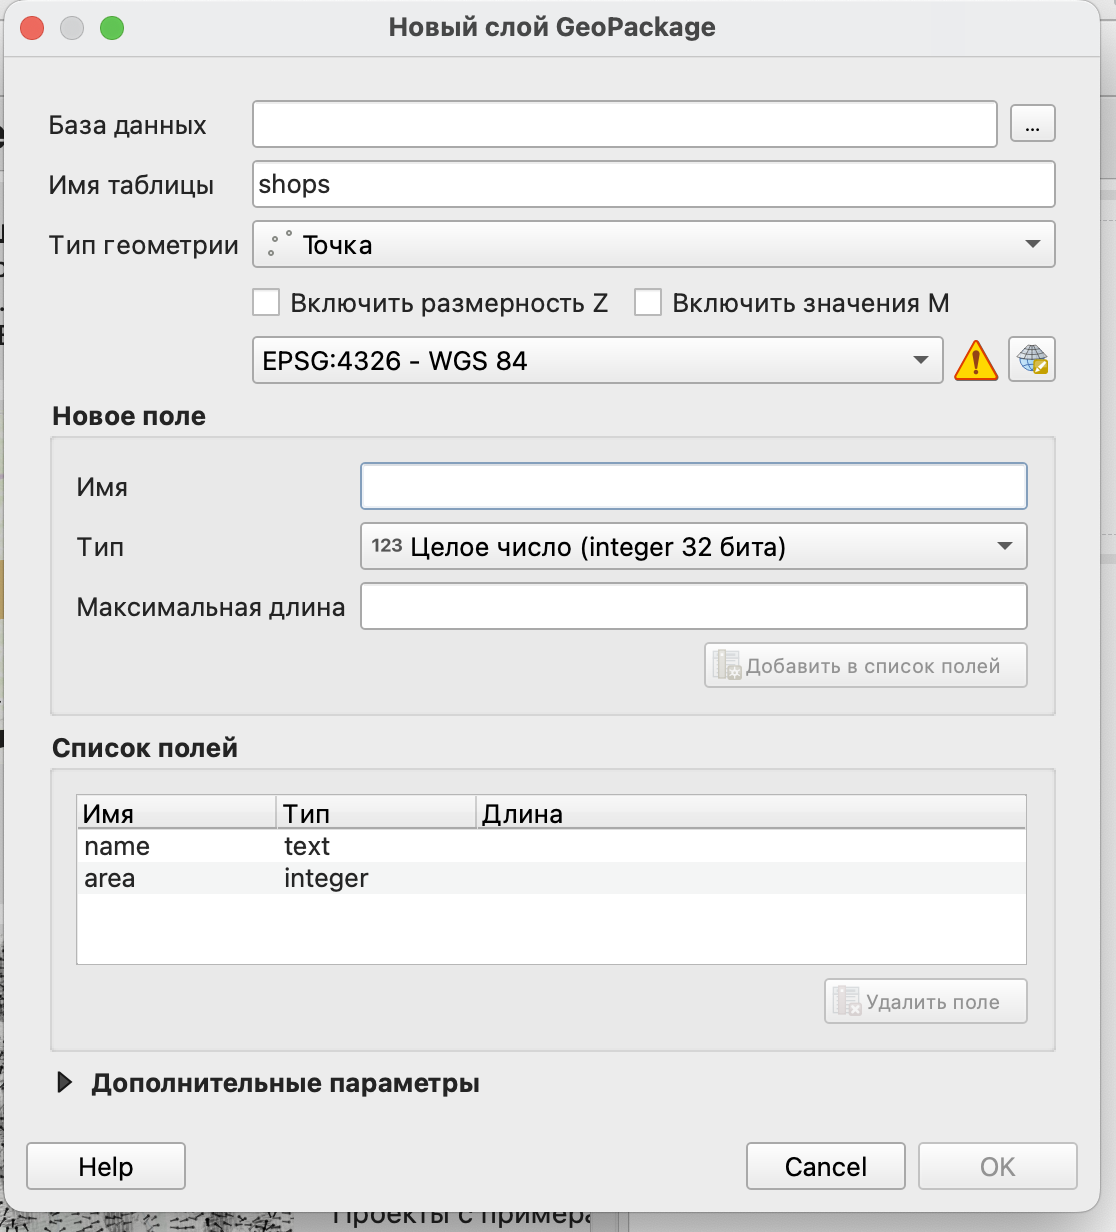 Новый слой GeoPackage
База данных
...
Имя таблицы shops
Тип геометрии Точка
Включить размерность Z Включить значения M
EPSG:4326 - WGS 84
Новое поле
Имя
Тип 123 Целое число (integer 32 бита)
Максимальная длина
Добавить в список полей
Список полей
Имя Тип Длина
name text
area integer
Удалить поле
Дополнительные параметры
Help Cancel OK
Проекты с примера